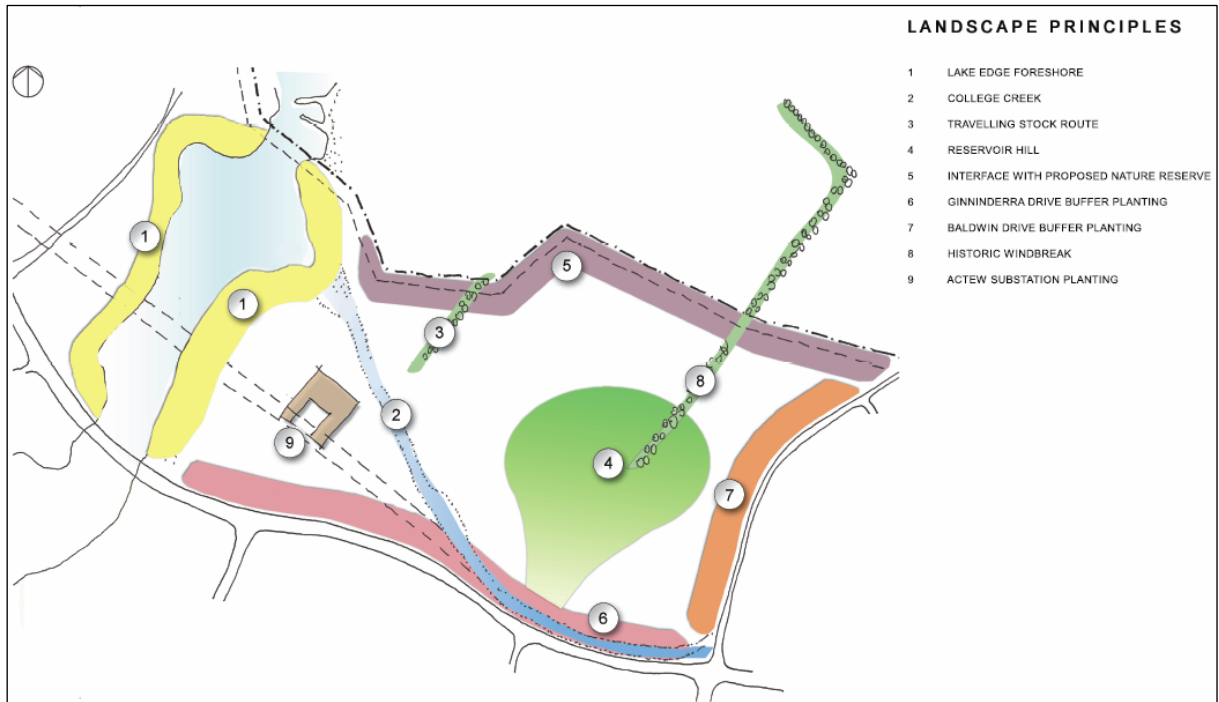 LANDSCAPE PRINCIPLES
1 LAKE EDGE FORESHORE
2 COLLEGE CREEK
3 TRAVELLING STOCK ROUTE
4 RESERVOIR HILL
5 INTERFACE WITH PROPOSED NATURE RESERVE
6 GINNINDERRA DRIVE BUFFER PLANTING
7 BALDWIN DRIVE BUFFER PLANTING
8 HISTORIC WINDBREAK
9 ACTEW SUBSTATION PLANTING
1
5
1
3
8
2
9
4
7
6